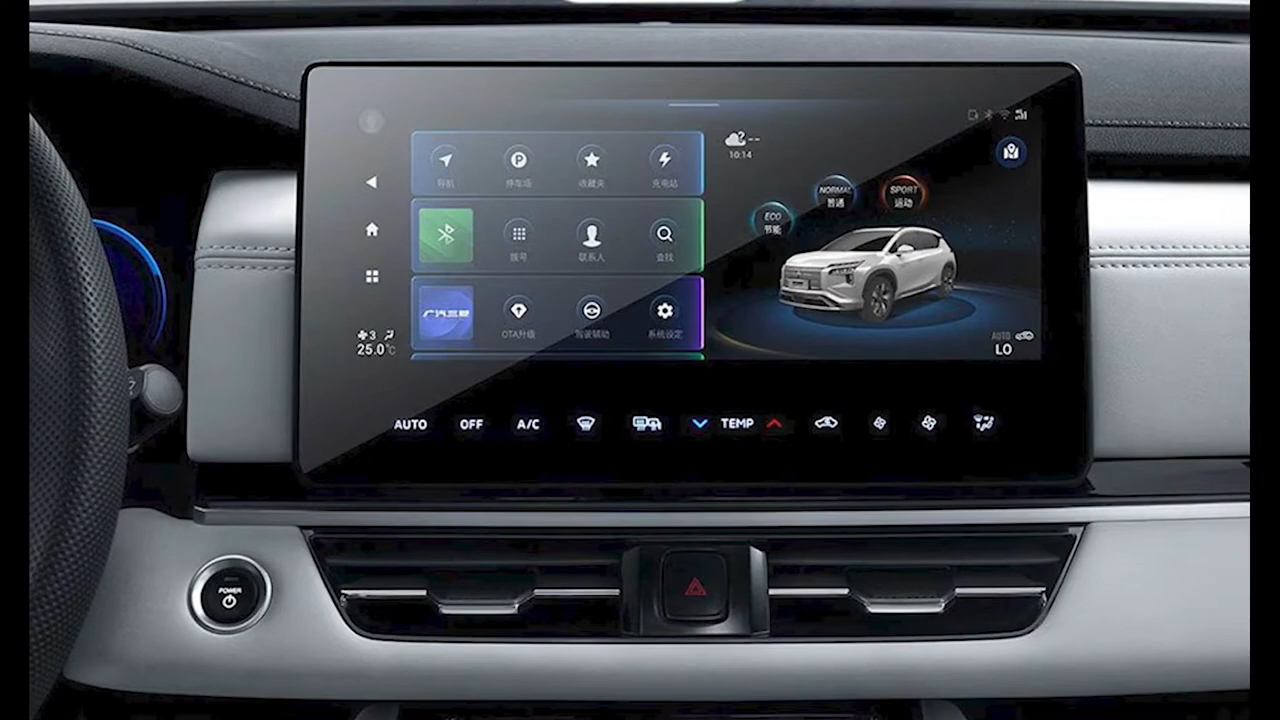 导航 停车场 收藏夹 充电站
拨号 联系人 查找
广汽三菱 OTA升级 驾驶辅助 系统设定
3
25.0°C
--
10:14
NORMAL
普通
SPORT
运动
ECO
节能
AUTO
LO
AUTO OFF A/C TEMP
POWER